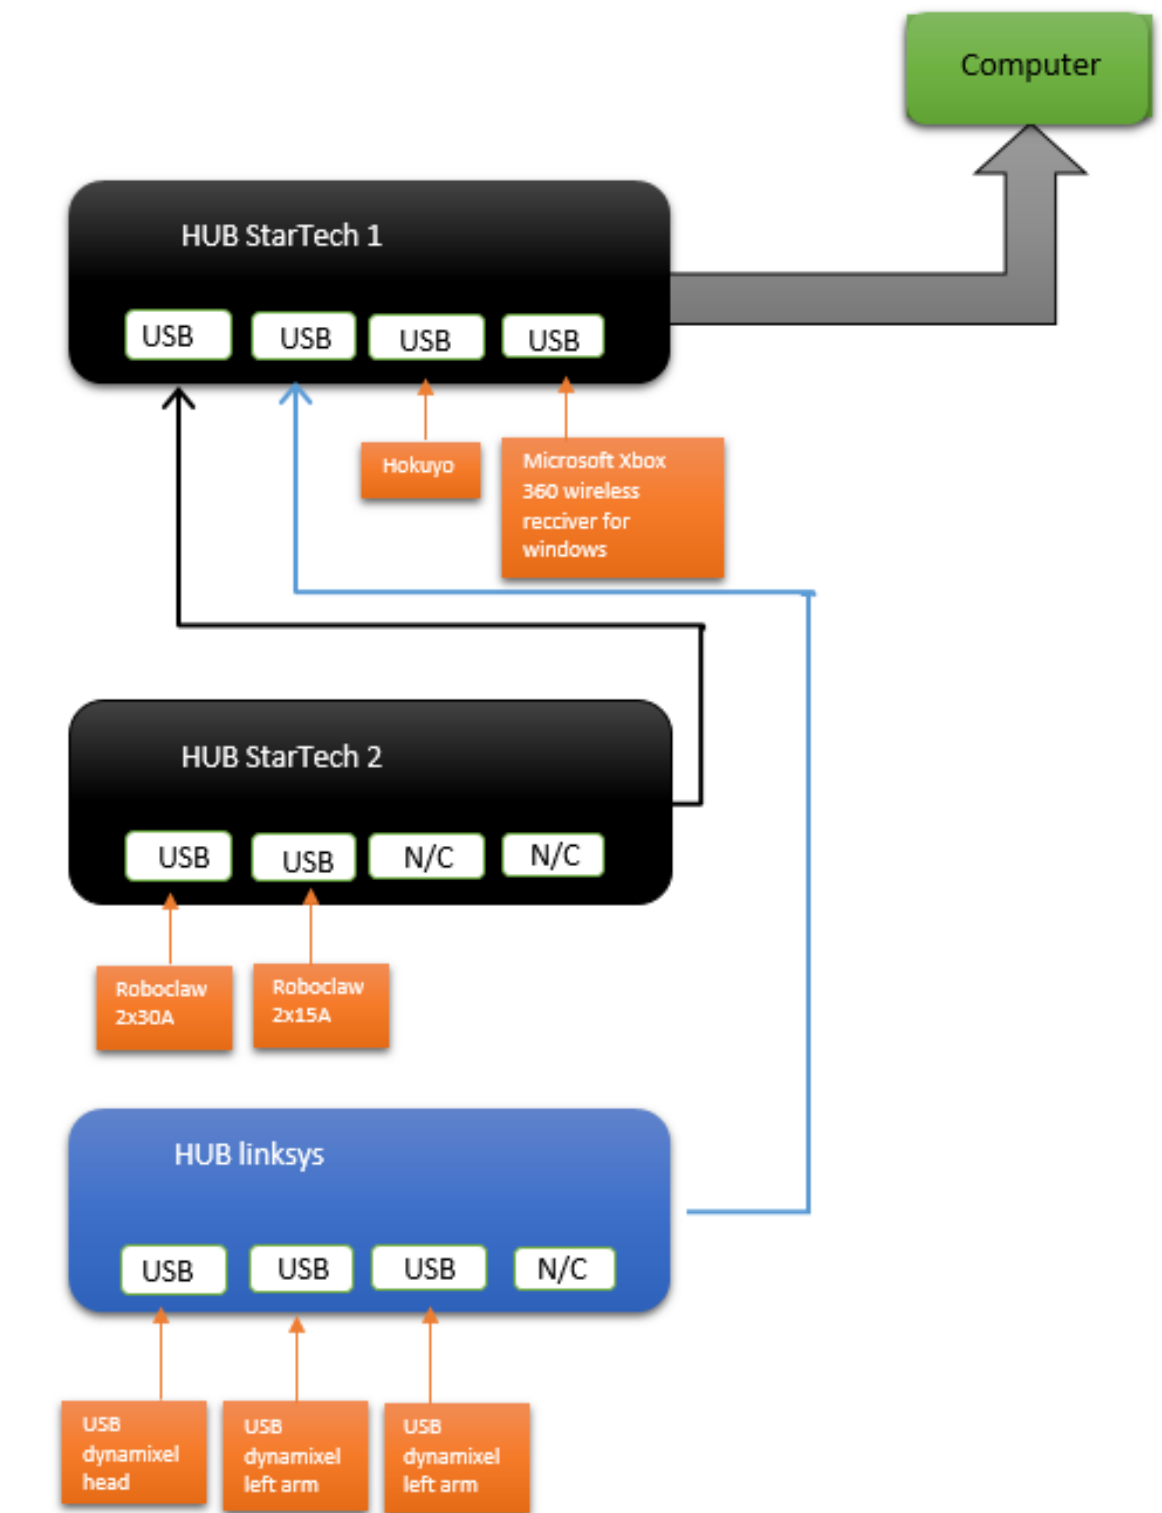 Computer
HUB StarTech 1
USB
USB
USB
USB
Hokuyo
Microsoft Xbox
360 wireless
recciver for
windows
HUB StarTech 2
USB
USB
N/C
N/C
Roboclaw
2x30A
Roboclaw
2x15A
HUB linksys
USB
USB
USB
N/C
USB
dynamixel
head
USB
dynamixel
left arm
USB
dynamixel
left arm